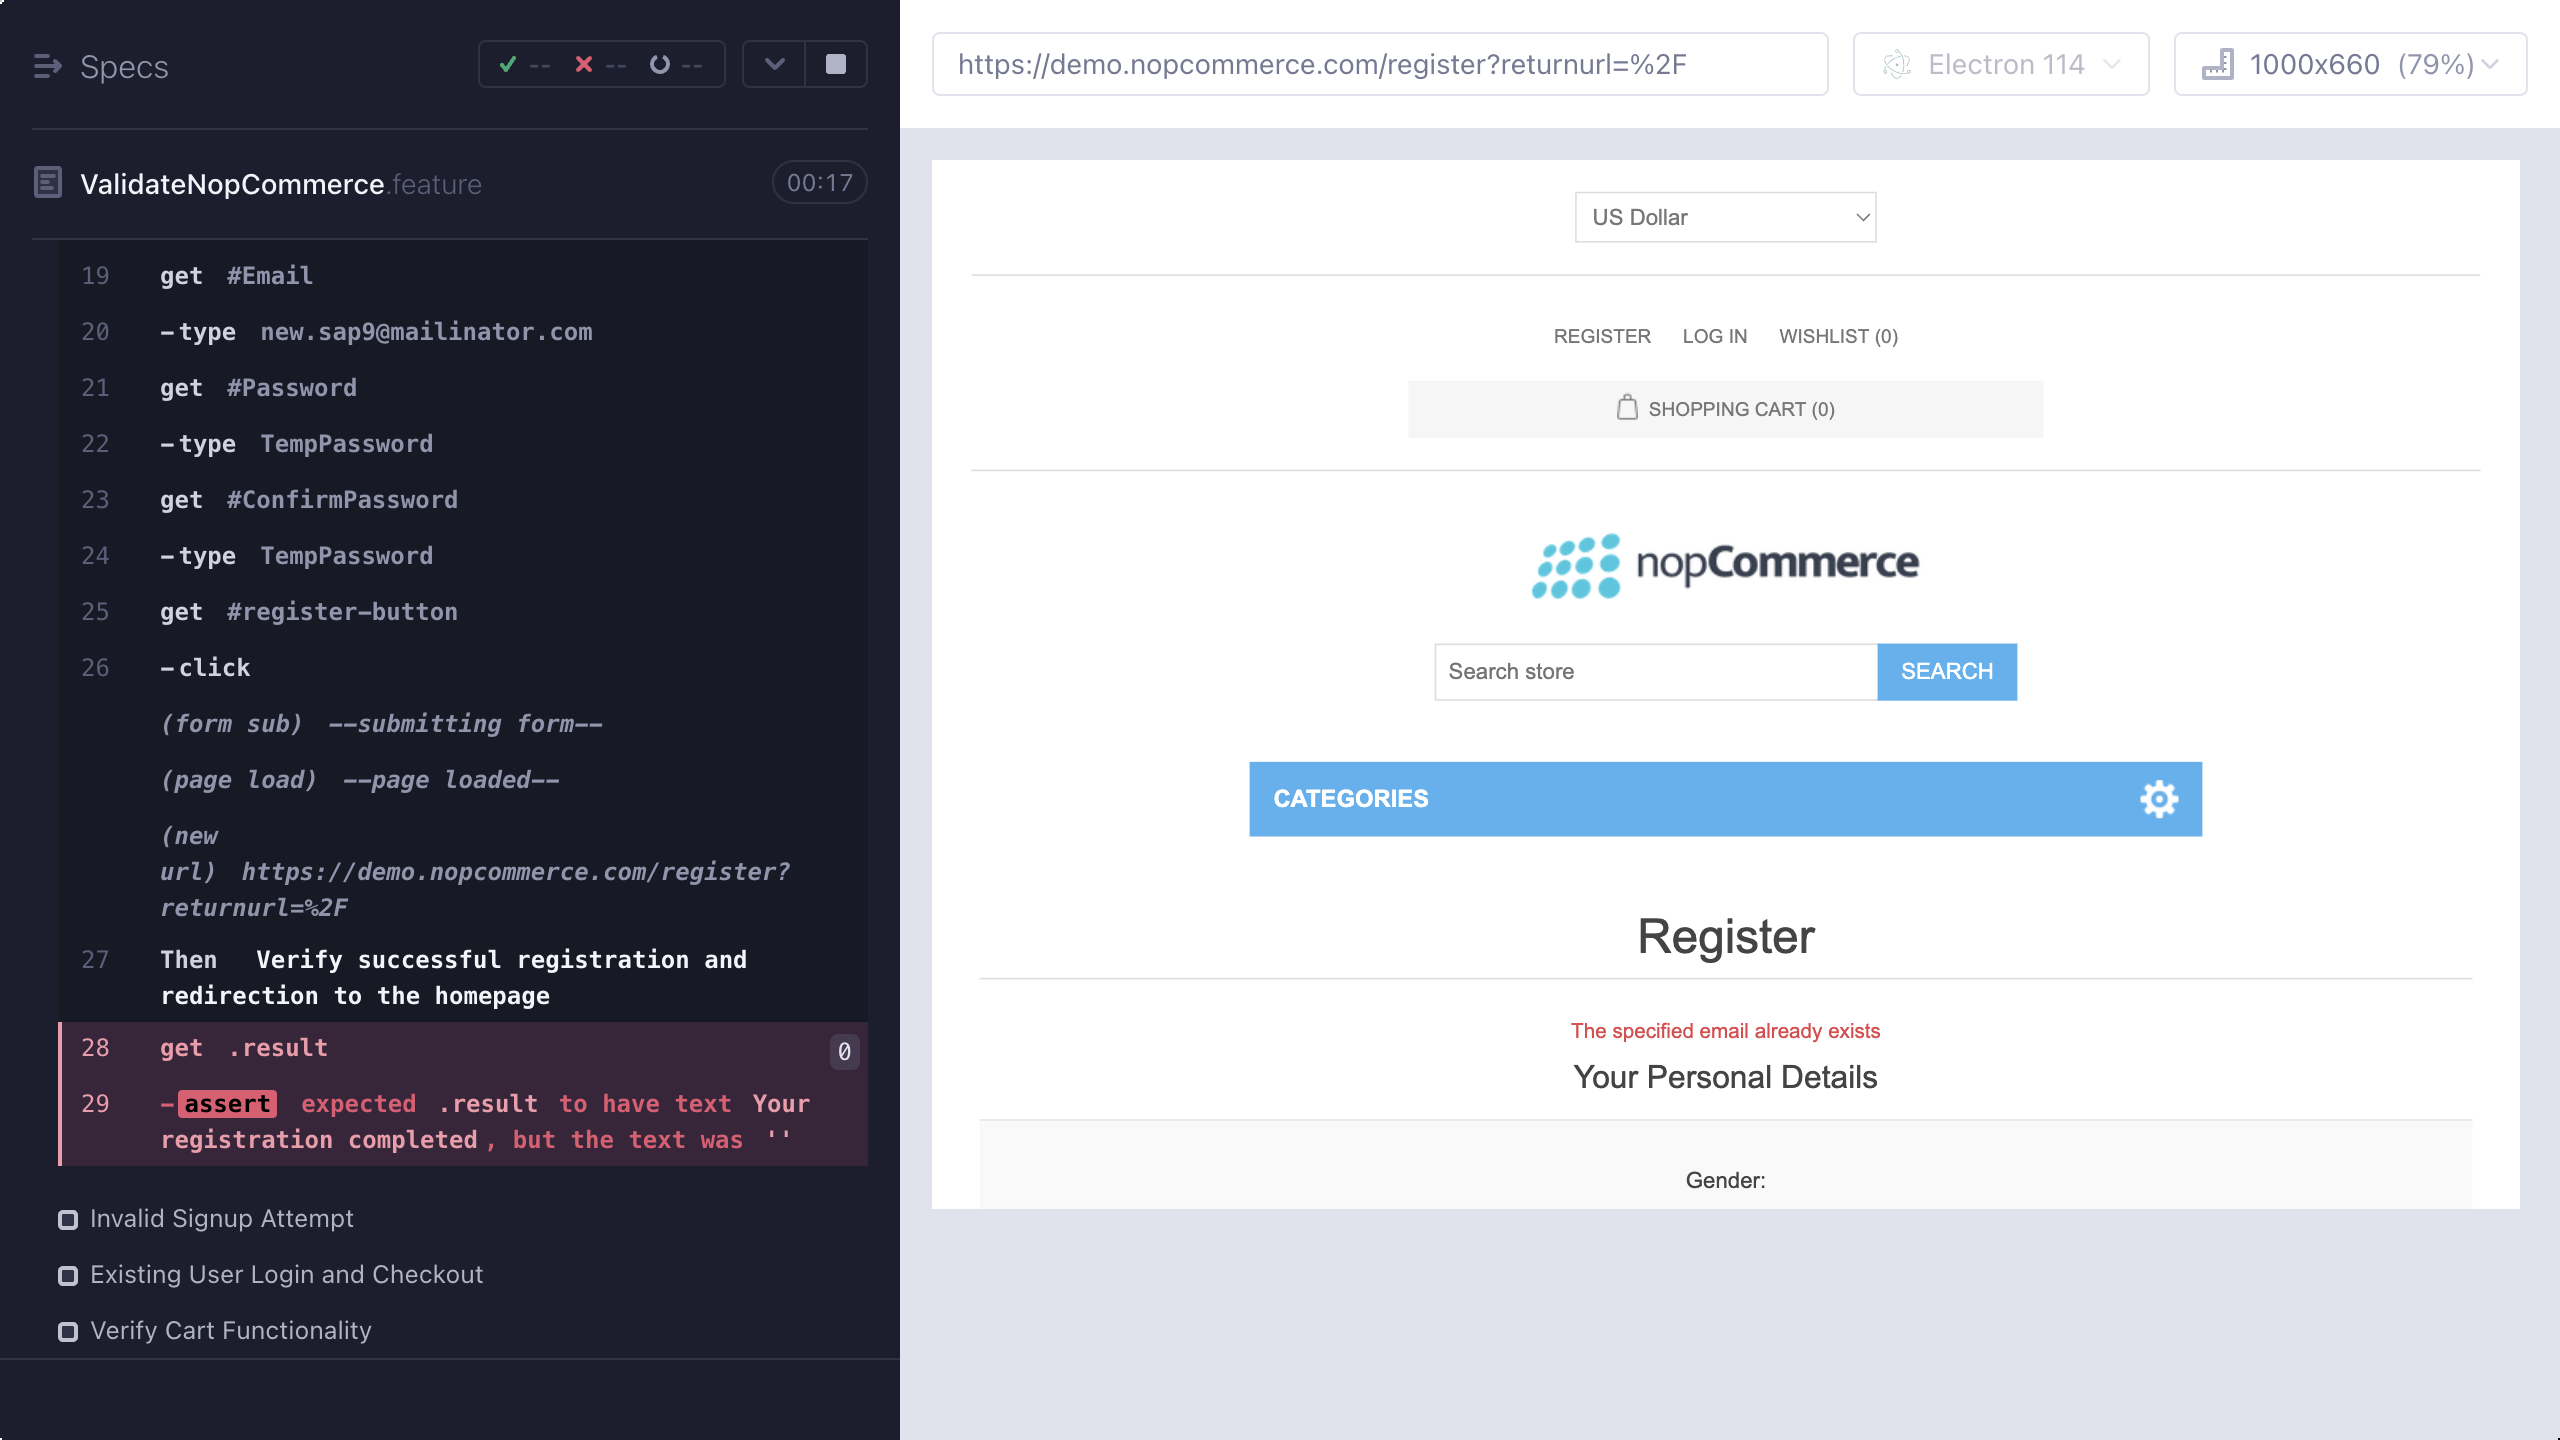 Specs
-- -- --
ValidateNopCommerce.feature
00:17
19 get #Email
20 -type new.sap9@mailinator.com
21 get #Password
22 -type TempPassword
23 get #ConfirmPassword
24 -type TempPassword
25 get #register-button
26 -click
(form sub) --submitting form--
(page load) --page loaded--
(new
url) https://demo.nopcommerce.com/register?
returnurl=%2F
27 Then Verify successful registration and
redirection to the homepage
28 get .result 0
29 -assert expected .result to have text Your
registration completed, but the text was ''
Invalid Signup Attempt
Existing User Login and Checkout
Verify Cart Functionality
https://demo.nopcommerce.com/register?returnurl=%2F
Electron 114
1000x660 (79%)
US Dollar
REGISTER LOG IN WISHLIST (0)
SHOPPING CART (0)
nopCommerce
Search store SEARCH
CATEGORIES
Register
The specified email already exists
Your Personal Details
Gender: